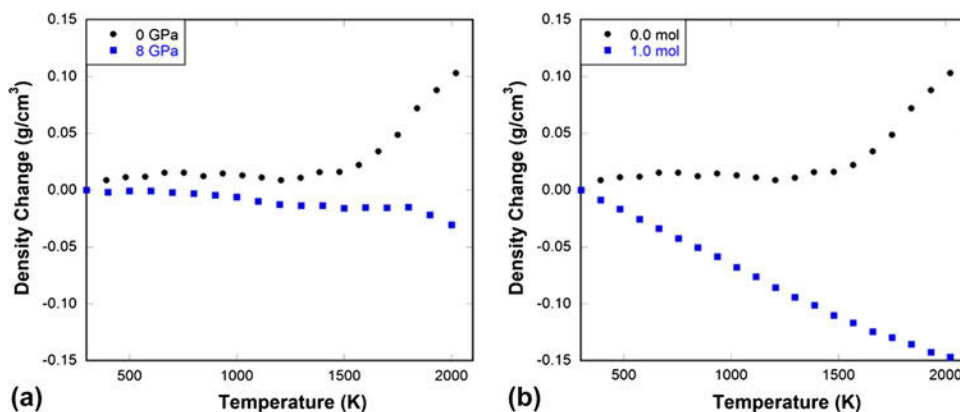 0.15
0.10
0.05
0.00
-0.05
-0.10
-0.15
Density Change (g/cm³)
0 GPa
8 GPa
500
1000
1500
2000
Temperature (K)
(a)
0.15
0.10
0.05
0.00
-0.05
-0.10
-0.15
Density Change (g/cm³)
0.0 mol
1.0 mol
500
1000
1500
2000
Temperature (K)
(b)